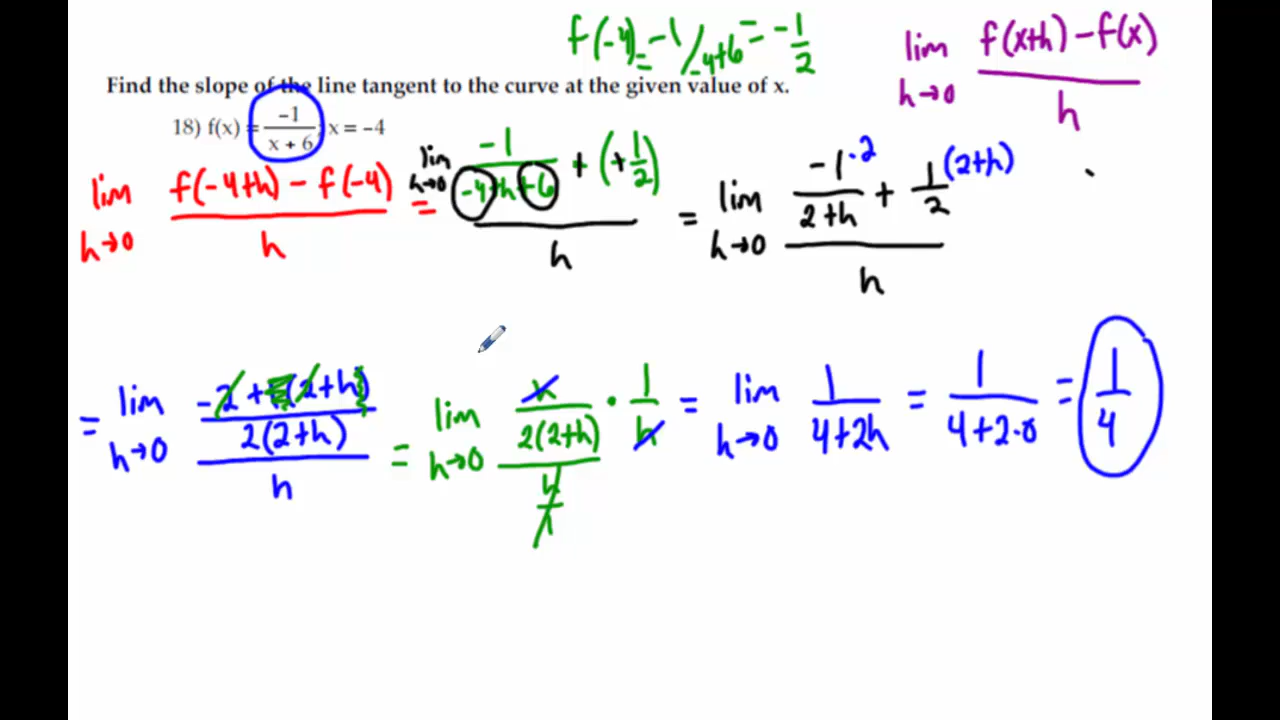 f(-4) = -1/-4+6 = -1/2
lim h→0 f(x+h) - f(x) / h
Find the slope of the line tangent to the curve at the given value of x.
18) f(x) = -1/(x + 6); x = -4
lim h→0 f(-4+h) - f(-4) / h = lim h→0 -1/(-4+h+6) + (+1/2) / h = lim h→0 -1·2/(2+h) + 1/2 (2+h) / h
= lim h→0 -2 + (2+h) / 2(2+h) / h = lim h→0 h/2(2+h) / h/1 · 1/h = lim h→0 1/(4+2h) = 1/(4+2·0) = 1/4